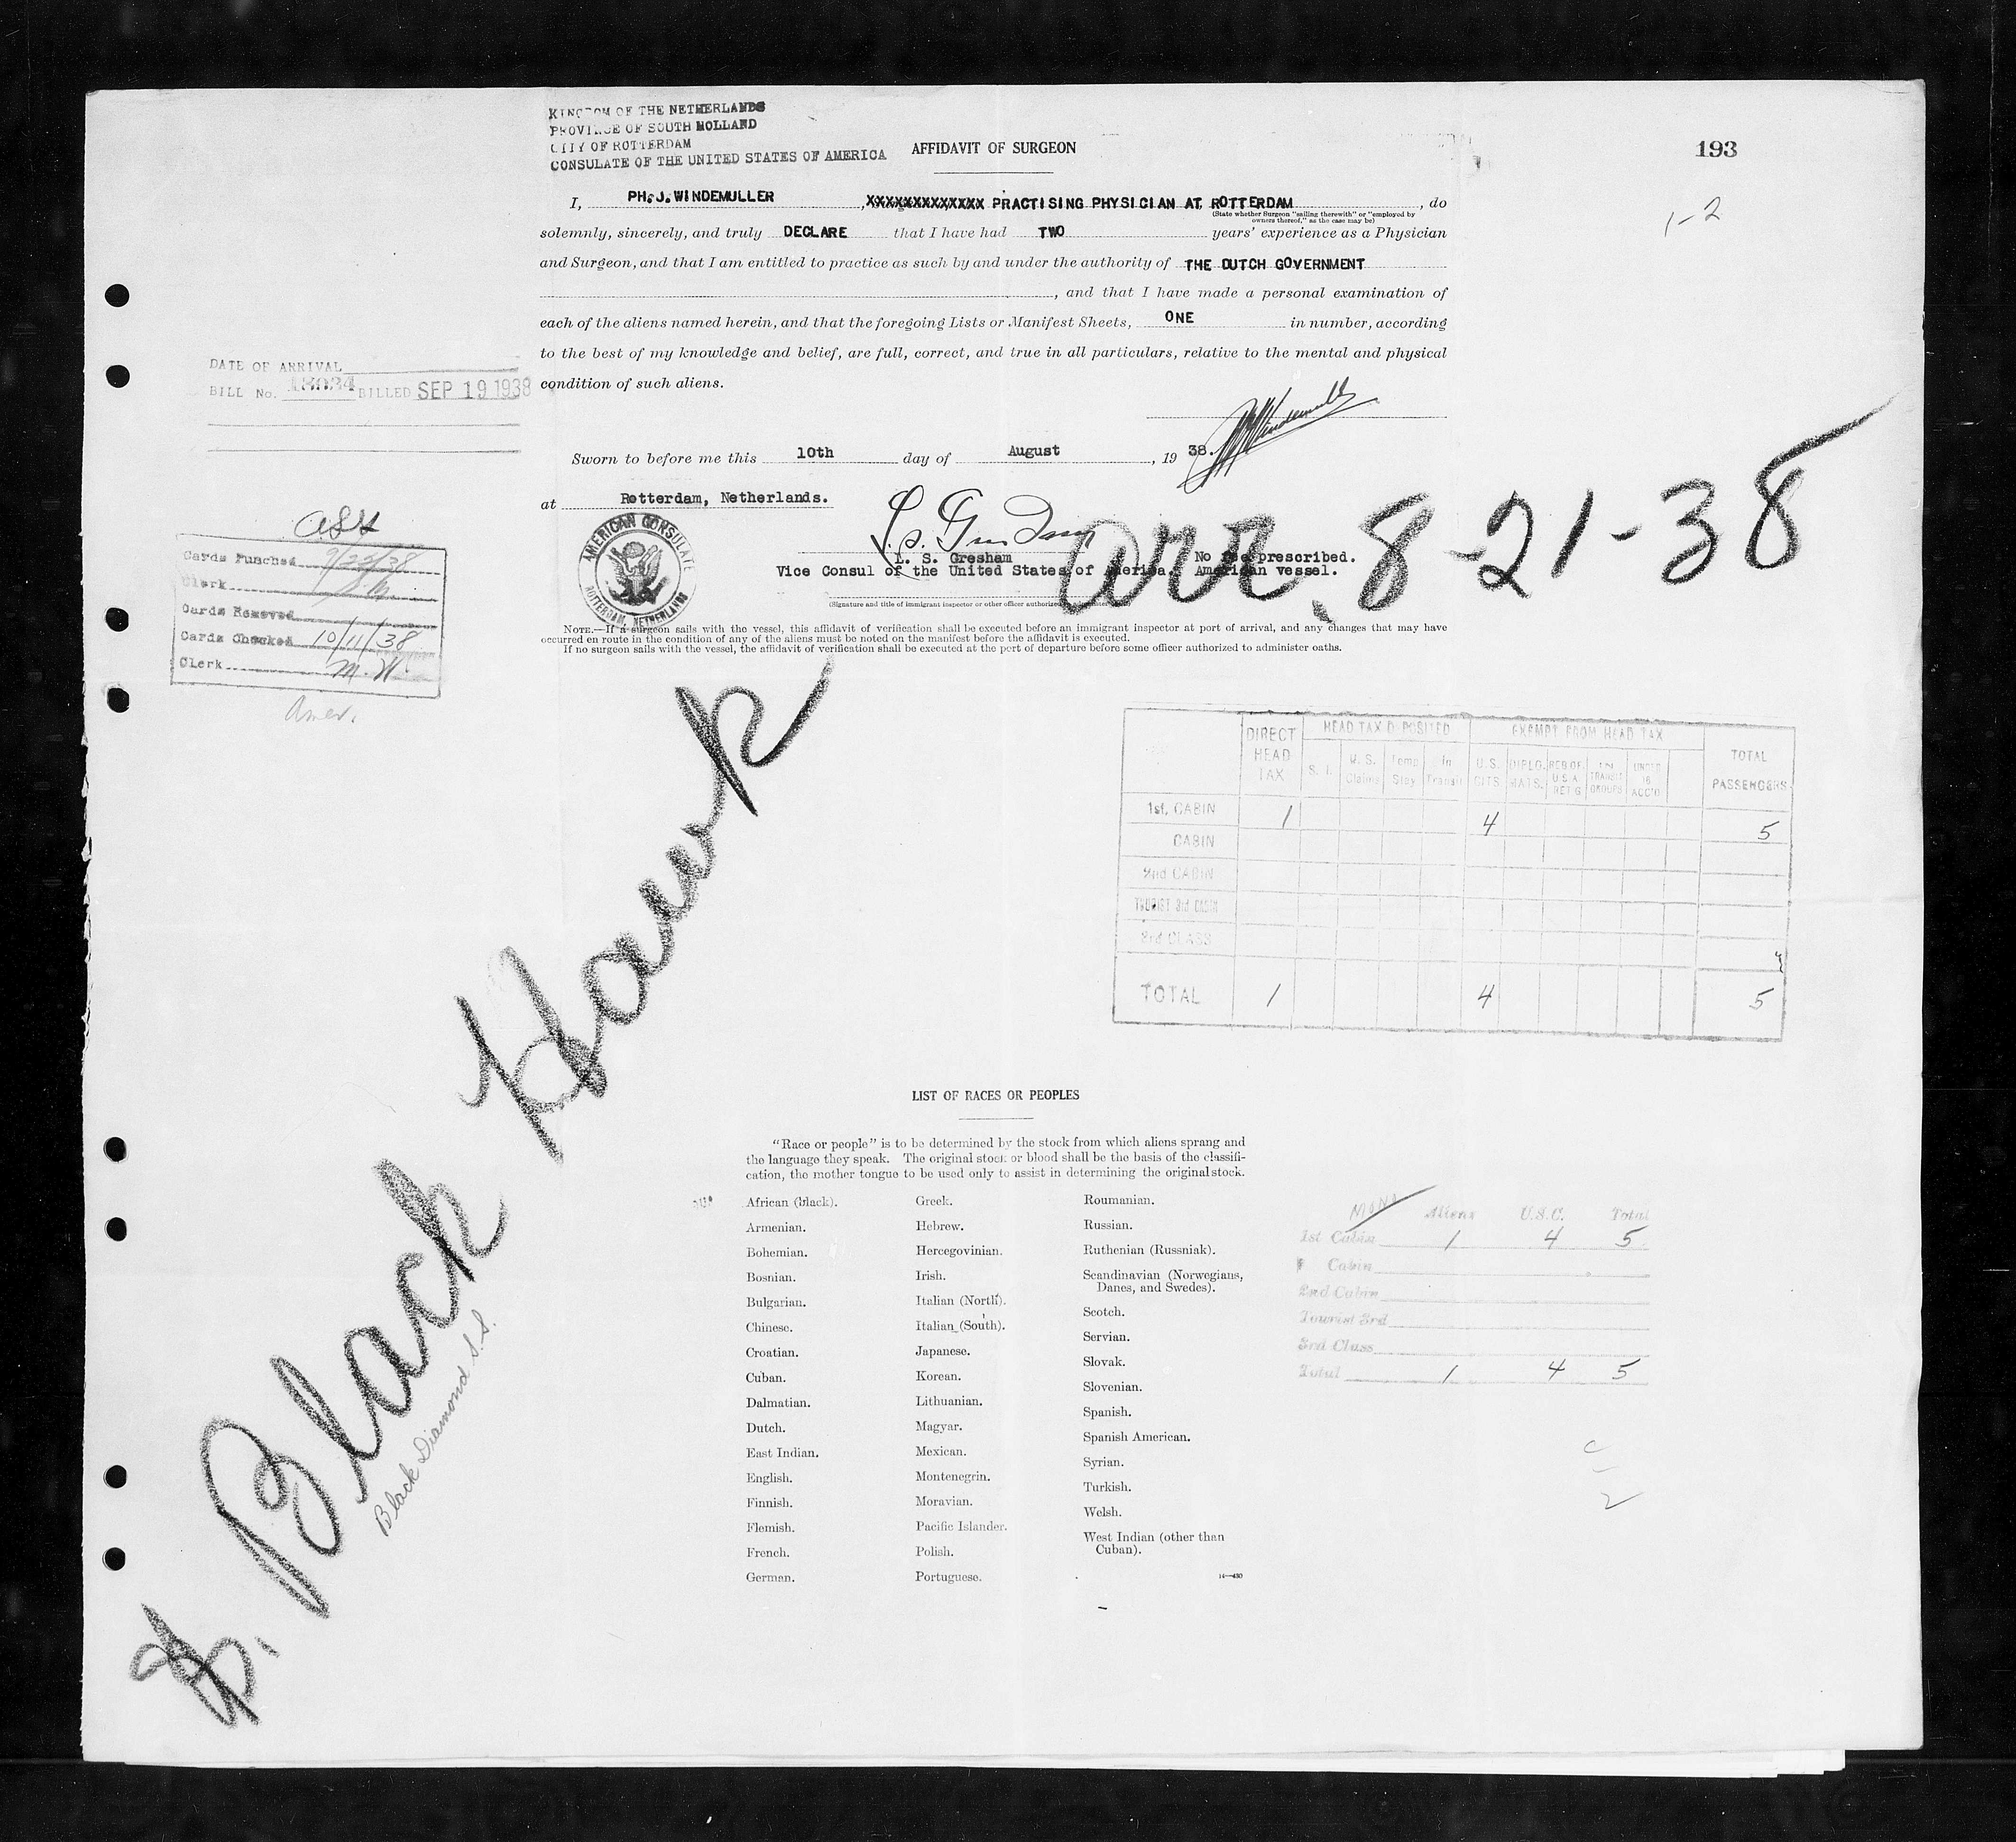 KINGDOM OF THE NETHERLANDS
PROVINCE OF SOUTH HOLLAND
CITY OF ROTTERDAM
CONSULATE OF THE UNITED STATES OF AMERICA
AFFIDAVIT OF SURGEON
193
1-2
I, PH.J.WINDEMULLER, XXXXXXXXXXXXX PRACTISING PHYSICIAN AT ROTTERDAM, do
(State whether Surgeon "sailing therewith" or "employed by
owners thereof," as the case may be)
solemnly, sincerely, and truly DECLARE that I have had TWO years' experience as a Physician
and Surgeon, and that I am entitled to practice as such by and under the authority of THE DUTCH GOVERNMENT
, and that I have made a personal examination of
each of the aliens named herein, and that the foregoing Lists or Manifest Sheets, ONE in number, according
to the best of my knowledge and belief, are full, correct, and true in all particulars, relative to the mental and physical
condition of such aliens.
DATE OF ARRIVAL
BILL No. 18034 BILLED SEP 19 1938
Windemuller
Sworn to before me this 10th day of August, 1938.
at Rotterdam, Netherlands.
AMERICAN CONSULATE
ROTTERDAM, NETHERLANDS
L. S. Gresham
Vice Consul of the United States of America.
No fee prescribed.
American vessel.
(Signature and title of immigrant inspector or other officer
arr. 8-21-38
Cards Punched 9/22/38
Clerk
Cards Removed
Cards Checked 10/11/38
Clerk M. W.
Amer.
NOTE.—If a surgeon sails with the vessel, this affidavit of verification shall be executed before an immigrant inspector at port of arrival, and any changes that may have
occurred en route in the condition of any of the aliens must be noted on the manifest before the affidavit is executed.
If no surgeon sails with the vessel, the affidavit of verification shall be executed at the port of departure before some officer authorized to administer oaths.
DIRECT HEAD TAX
HEAD TAX DEPOSITED
EXEMPT FROM HEAD TAX
TOTAL PASSENGERS
S. I.
U. S. Claims
Temp Stay
In Transit
U.S. CITS.
DIPLO-MATS.
RES OF U.S.A. RET'G
IN TRANSIT GROUPS
UNDER 16 ACC'D
1st. CABIN 1 4 5
CABIN
2nd CABIN
TOURIST 3rd CABIN
3rd CLASS
TOTAL 1 4 5
S. Black Hawk
Black Diamond S.S.
LIST OF RACES OR PEOPLES
"Race or people" is to be determined by the stock from which aliens sprang and
the language they speak. The original stock or blood shall be the basis of the classifi-
cation, the mother tongue to be used only to assist in determining the original stock.
African (black).
Armenian.
Bohemian.
Bosnian.
Bulgarian.
Chinese.
Croatian.
Cuban.
Dalmatian.
Dutch.
East Indian.
English.
Finnish.
Flemish.
French.
German.
Greek.
Hebrew.
Hercegovinian.
Irish.
Italian (North).
Italian (South).
Japanese.
Korean.
Lithuanian.
Magyar.
Mexican.
Montenegrin.
Moravian.
Pacific Islander.
Polish.
Portuguese.
Roumanian.
Russian.
Ruthenian (Russniak).
Scandinavian (Norwegians,
Danes, and Swedes).
Scotch.
Servian.
Slovak.
Slovenian.
Spanish.
Spanish American.
Syrian.
Turkish.
Welsh.
West Indian (other than
Cuban).
14—430
Aliens U.S.C. Total
1st Cabin 1 4 5
Cabin
2nd Cabin
Tourist 3rd
3rd Class
Total 1 4 5